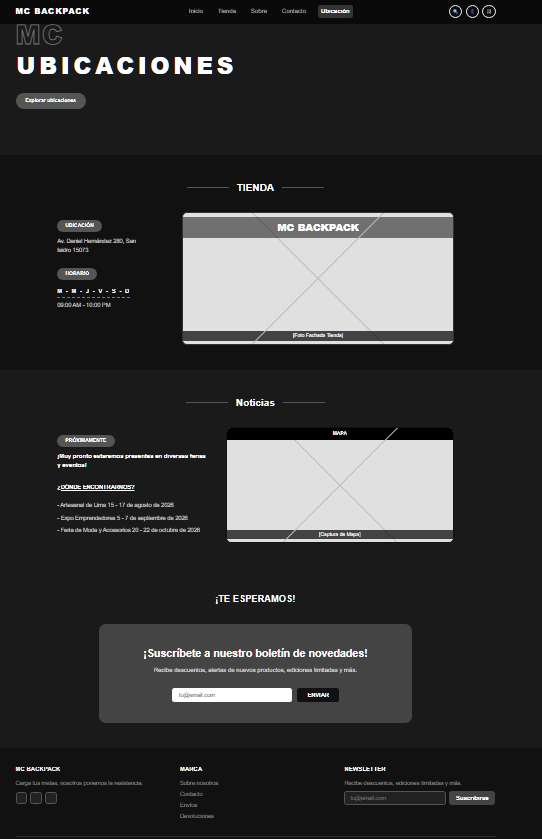 MC BACKPACK
Inicio Tienda Sobre Contacto Ubicación
MC
UBICACIONES
Explorar ubicaciones
TIENDA
UBICACIÓN
Av. Daniel Hernández 280, San
Isidro 15073
HORARIO
M - M - J - V - S - D
09:00 AM - 10:00 PM
MC BACKPACK
[Foto Fachada Tienda]
Noticias
PRÓXIMAMENTE
¡Muy pronto estaremos presentes en diversas ferias
y eventos!
¿DÓNDE ENCONTRARNOS?
- Artesanal de Lima 15 - 17 de agosto de 2026
- Expo Emprendedores 5 - 7 de septiembre de 2026
- Feria de Moda y Accesorios 20 - 22 de octubre de 2026
MAPA
[Captura de Mapa]
¡TE ESPERAMOS!
¡Suscríbete a nuestro boletín de novedades!
Recibe descuentos, alertas de nuevos productos, ediciones limitadas y más.
tu@email.com
ENVIAR
MC BACKPACK
Carga tus metas, nosotros ponemos la resistencia.
MARCA
Sobre nosotros
Contacto
Envíos
Devoluciones
NEWSLETTER
Recibe descuentos, ediciones limitadas y más.
tu@email.com
Suscribirse